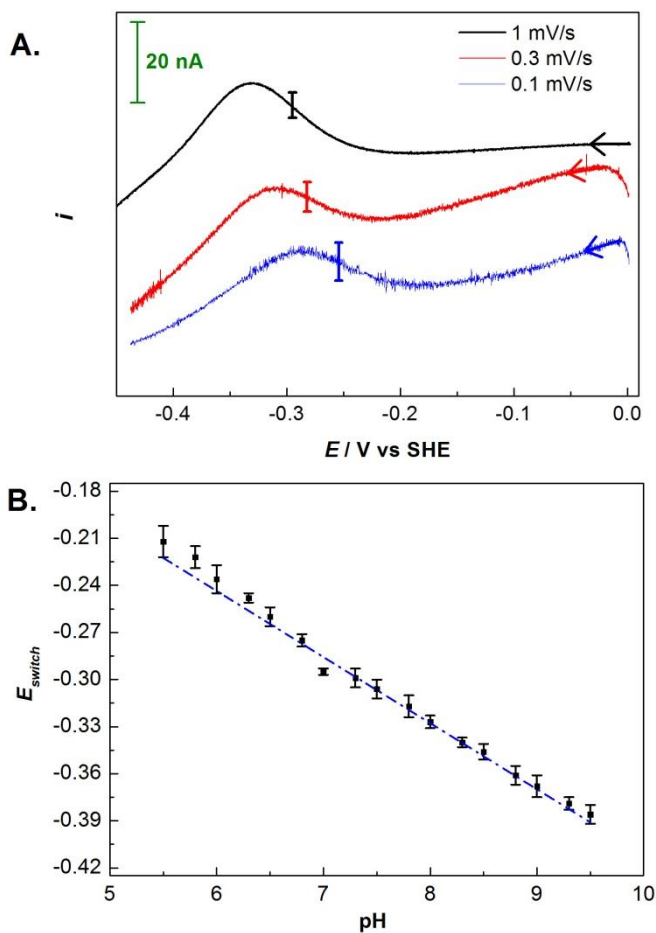 A.
20 nA
1 mV/s
0.3 mV/s
0.1 mV/s
i
-0.4 -0.3 -0.2 -0.1 0.0
E / V vs SHE
B.
-0.18
-0.21
-0.24
-0.27
-0.30
-0.33
-0.36
-0.39
-0.42
Eswitch
5 6 7 8 9 10
pH